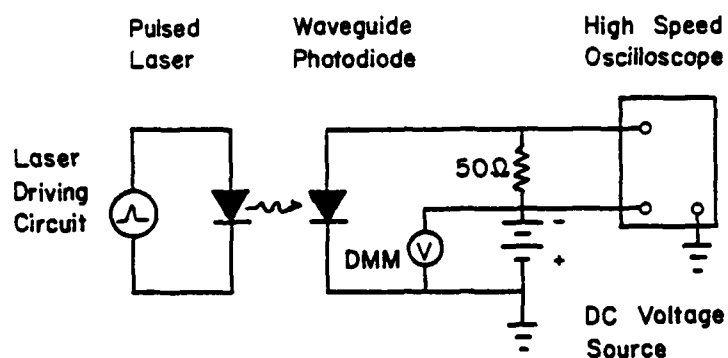 Pulsed
Laser
Waveguide
Photodiode
High Speed
Oscilloscope
Laser
Driving
Circuit
50Ω
DMM
V
-
+
DC Voltage
Source